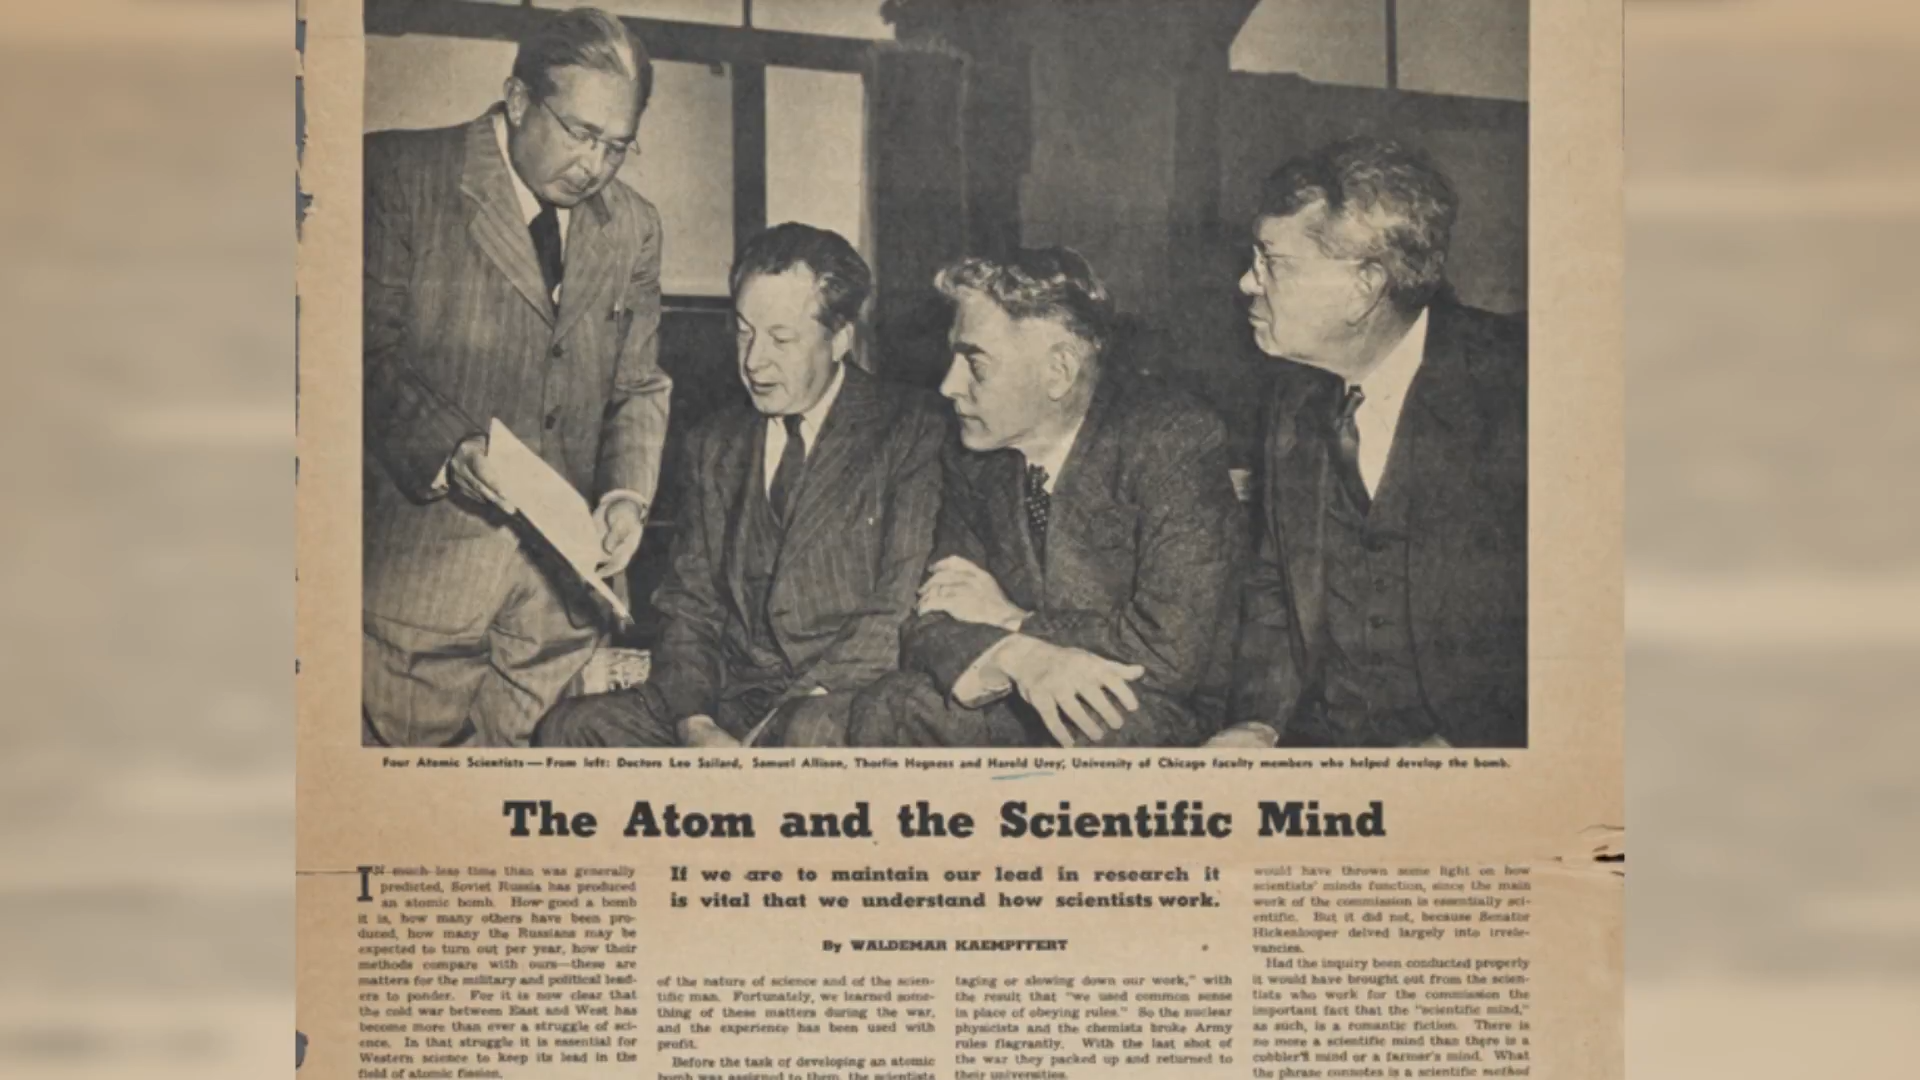 Four Atomic Scientists — From left: Doctors Leo Szilard, Samuel Allison, Thorfin Hogness and Harold Urey, University of Chicago faculty members who helped develop the bomb.
The Atom and the Scientific Mind
IN much less time than was generally
predicted, Soviet Russia has produced
an atomic bomb. How good a bomb
it is, how many others have been pro-
duced, how many the Russians may be
expected to turn out per year, how their
methods compare with ours—these are
matters for the military and political lead-
ers to ponder. For it is now clear that
the cold war between East and West has
become more than ever a struggle of sci-
ence. In that struggle it is essential for
Western science to keep its lead in the
field of atomic fission.
If we are to maintain our lead in research it
is vital that we understand how scientists work.
By WALDEMAR KAEMPFFERT
of the nature of science and of the scien-
tific man. Fortunately, we learned some-
thing of these matters during the war,
and the experience has been used with
profit.
Before the task of developing an atomic
bomb was assigned to them, the scientists
taging or slowing down our work," with
the result that "we used common sense
in place of obeying rules." So the nuclear
physicists and the chemists broke Army
rules flagrantly. With the last shot of
the war they packed up and returned to
their universities.
would have thrown some light on how
scientists' minds function, since the main
work of the commission is essentially sci-
entific. But it did not, because Senator
Hickenlooper delved largely into irrele-
vancies.
Had the inquiry been conducted properly
it would have brought out from the scien-
tists who work for the commission the
important fact that the "scientific mind,"
as such, is a romantic fiction. There is
no more a scientific mind than there is a
cobbler's mind or a farmer's mind. What
the phrase connotes is a scientific method